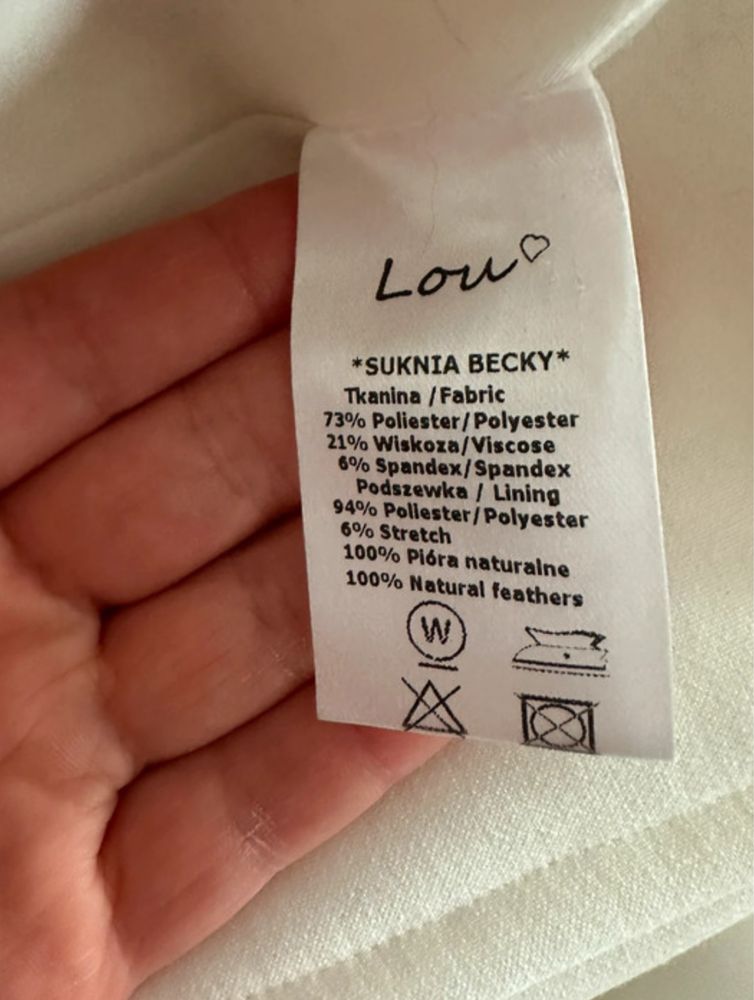 Lou
*SUKNIA BECKY*
Tkanina / Fabric
73% Poliester/Polyester
21% Wiskoza/Viscose
6% Spandex/Spandex
Podszewka / Lining
94% Poliester/Polyester
6% Stretch
100% Pióra naturalne
100% Natural feathers
W